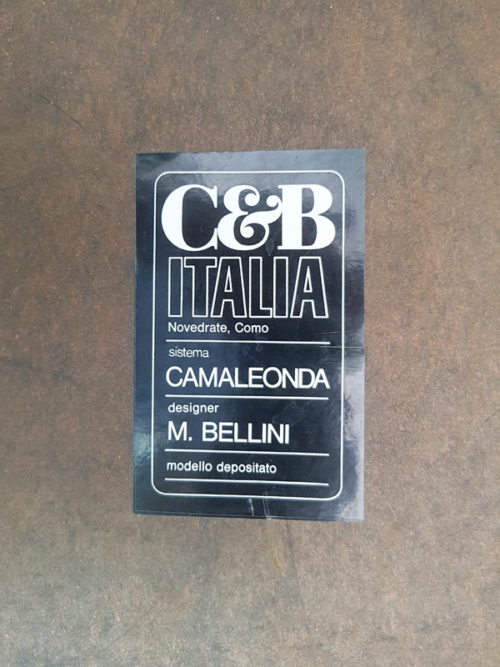 C&B
ITALIA
Novedrate, Como
sistema
CAMALEONDA
designer
M. BELLINI
modello depositato